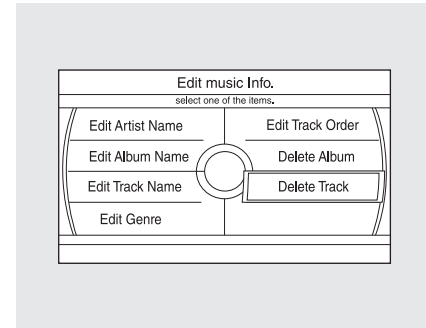 Edit music Info.
select one of the items.
Edit Artist Name
Edit Album Name
Edit Track Name
Edit Genre
Edit Track Order
Delete Album
Delete Track